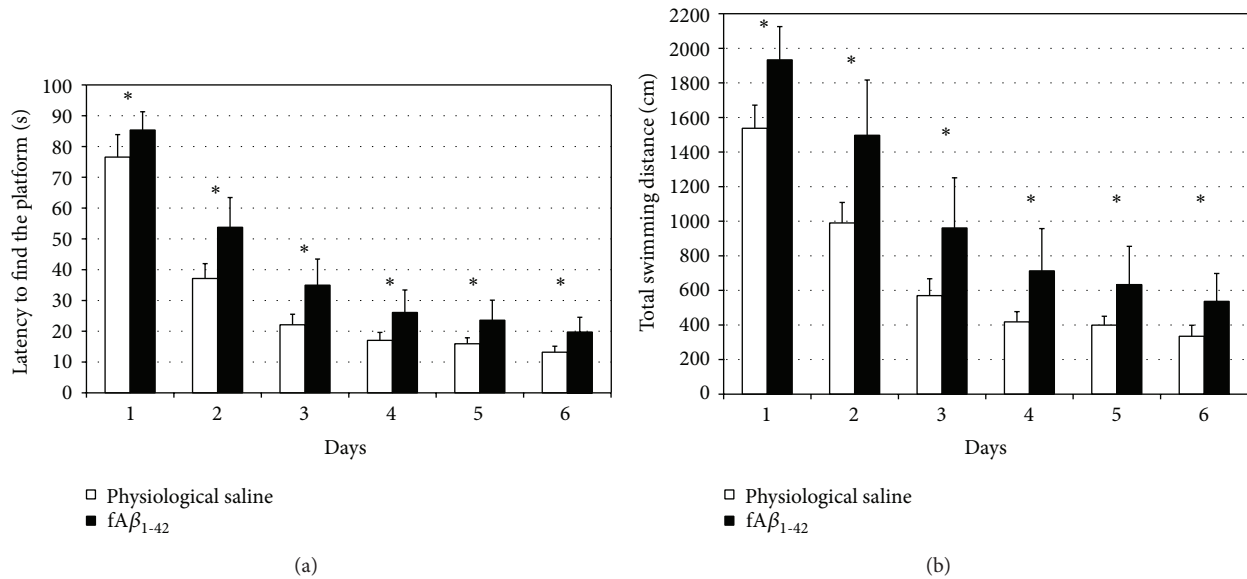 Latency to find the platform (s)
100
90
80
70
60
50
40
30
20
10
0
* * * * * *
1 2 3 4 5 6
Days
Physiological saline
fAβ1-42
(a)
Total swimming distance (cm)
2200
2000
1800
1600
1400
1200
1000
800
600
400
200
0
* * * * * *
1 2 3 4 5 6
Days
Physiological saline
fAβ1-42
(b)